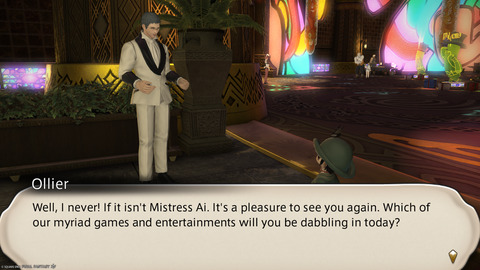 Ollier
Well, I never! If it isn't Mistress Ai. It's a pleasure to see you again. Which of
our myriad games and entertainments will you be dabbling in today?